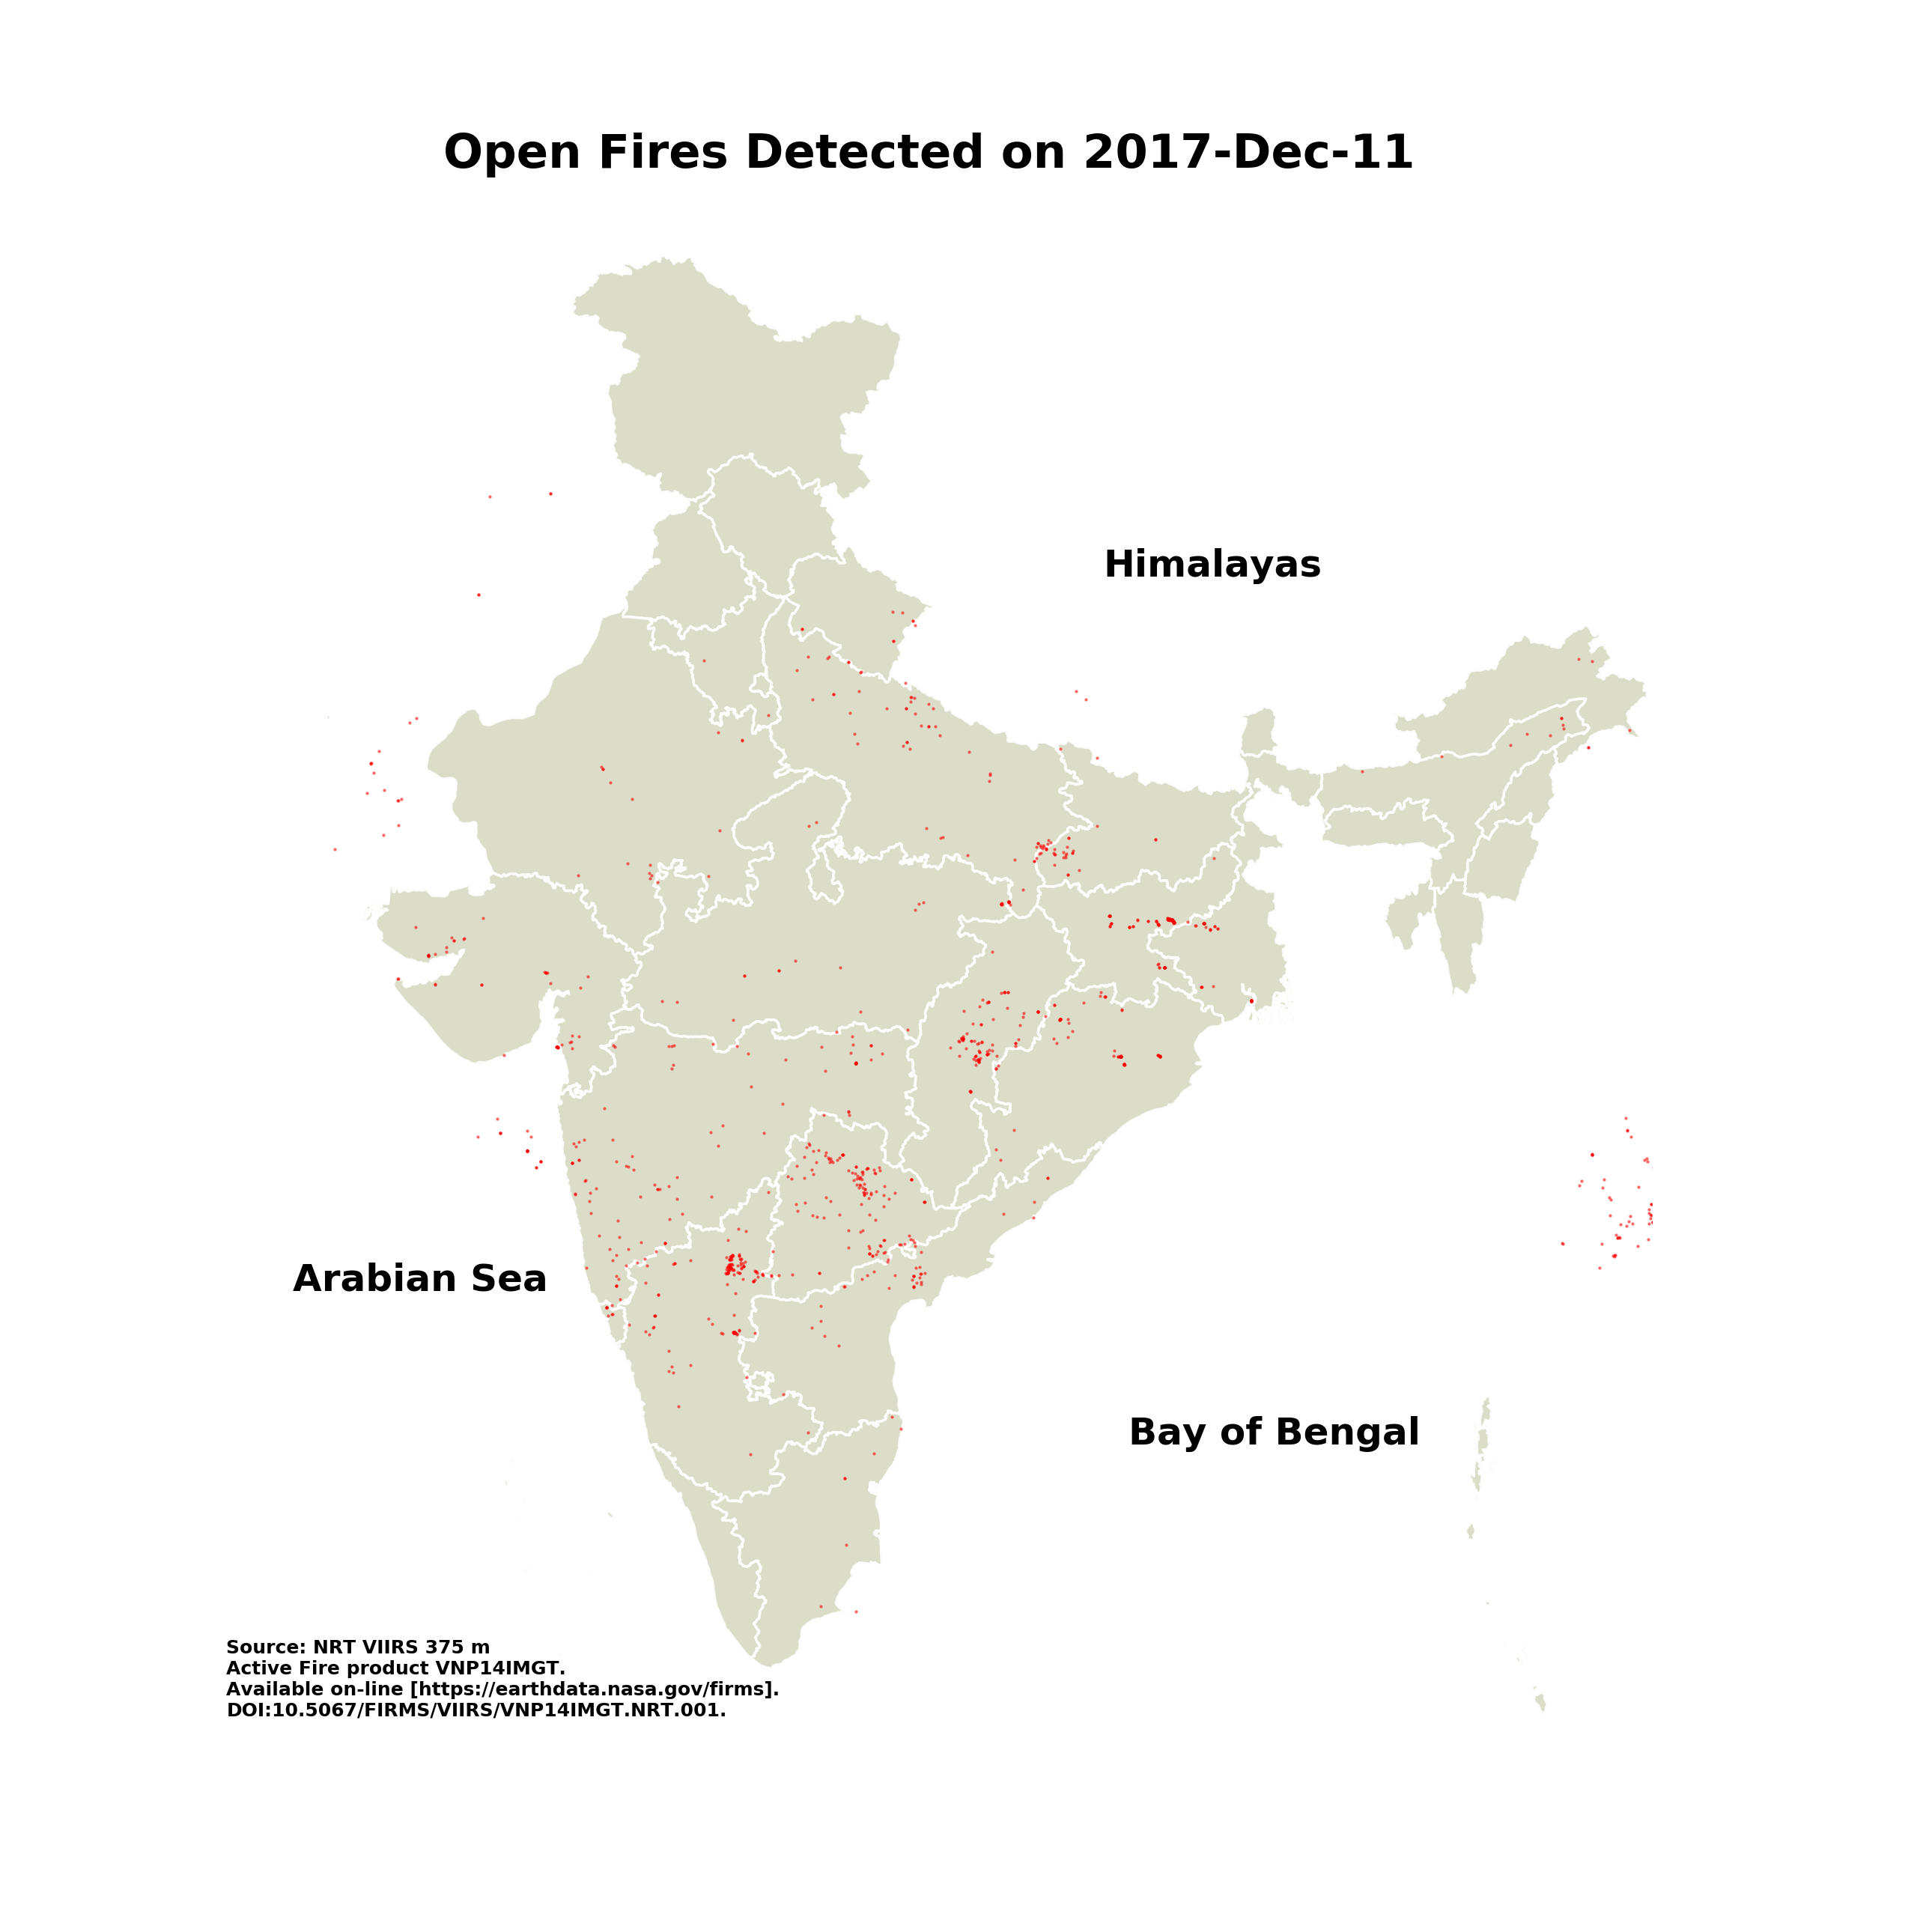 Open Fires Detected on 2017-Dec-11
Himalayas
Arabian Sea
Bay of Bengal
Source: NRT VIIRS 375 m
Active Fire product VNP14IMGT.
Available on-line [https://earthdata.nasa.gov/firms].
DOI:10.5067/FIRMS/VIIRS/VNP14IMGT.NRT.001.